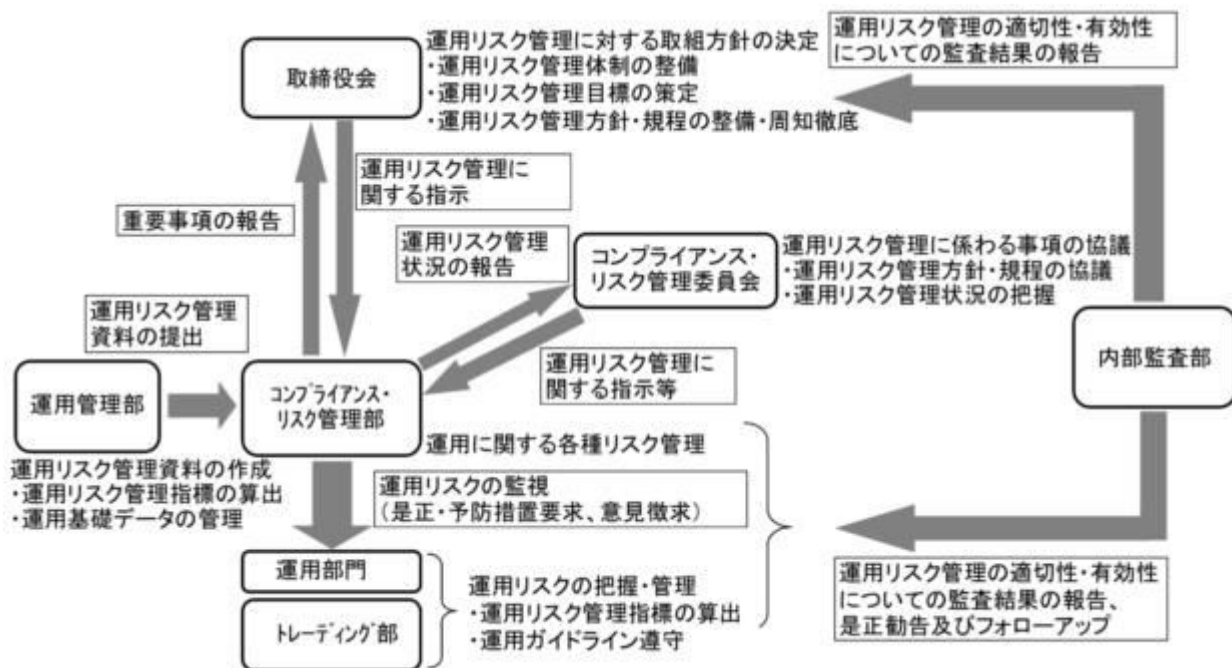 取締役会
運用リスク管理に対する取組方針の決定
・運用リスク管理体制の整備
・運用リスク管理目標の策定
・運用リスク管理方針・規程の整備・周知徹底
運用リスク管理の適切性・有効性
についての監査結果の報告
運用リスク管理に
関する指示
重要事項の報告
運用リスク管理
状況の報告
コンプライアンス・
リスク管理委員会
運用リスク管理に係わる事項の協議
・運用リスク管理方針・規程の協議
・運用リスク管理状況の把握
運用リスク管理
資料の提出
運用リスク管理に
関する指示等
内部監査部
運用管理部
コンプライアンス・
リスク管理部
運用に関する各種リスク管理
運用リスク管理資料の作成
・運用リスク管理指標の算出
・運用基礎データの管理
運用リスクの監視
（是正・予防措置要求、意見徴求）
運用部門
トレーディング部
運用リスクの把握・管理
・運用リスク管理指標の算出
・運用ガイドライン遵守
運用リスク管理の適切性・有効性
についての監査結果の報告、
是正勧告及びフォローアップ